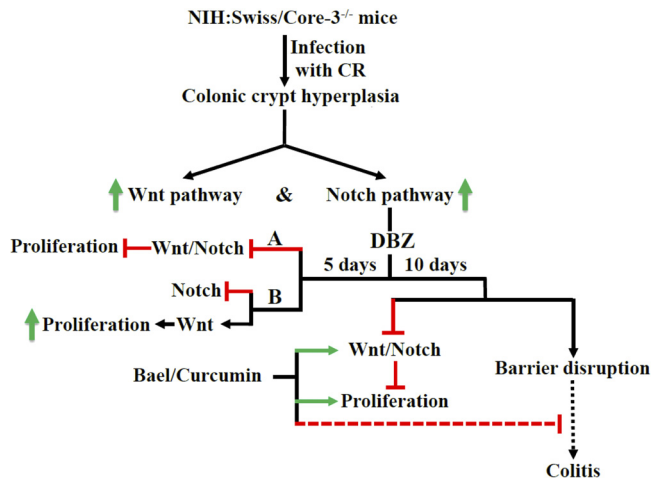 NIH:Swiss/Core-3-/- mice
Infection
with CR
Colonic crypt hyperplasia
Wnt pathway & Notch pathway
DBZ
5 days 10 days
A
Proliferation Wnt/Notch
Notch
B
Proliferation Wnt
Wnt/Notch
Bael/Curcumin
Barrier disruption
Proliferation
Colitis